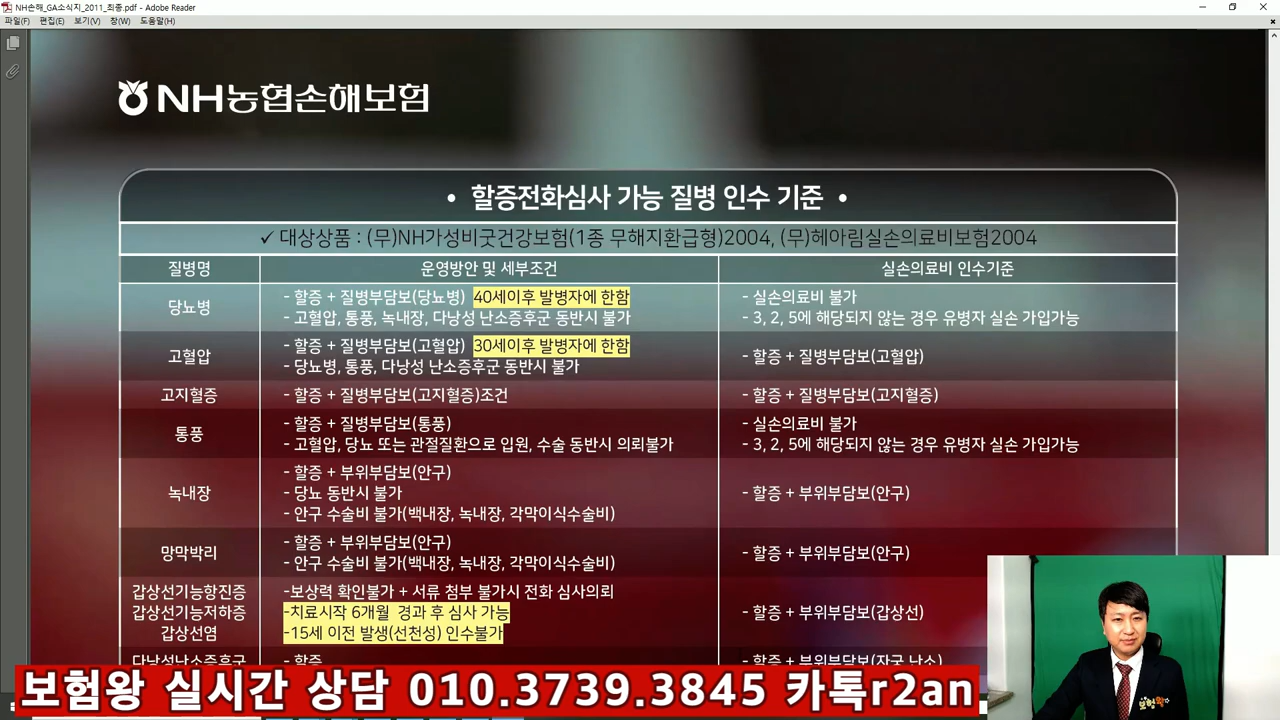 NH손해_GA소식지_2011_최종.pdf - Adobe Reader
파일(F) 편집(E) 보기(V) 창(W) 도움말(H)
NH농협손해보험
• 할증전화심사 가능 질병 인수 기준 •
✓ 대상상품 : (무)NH가성비굿건강보험(1종 무해지환급형)2004, (무)헤아림실손의료비보험2004
질병명 운영방안 및 세부조건 실손의료비 인수기준
당뇨병
- 할증 + 질병부담보(당뇨병) 40세이후 발병자에 한함
- 고혈압, 통풍, 녹내장, 다낭성 난소증후군 동반시 불가
- 실손의료비 불가
- 3, 2, 5에 해당되지 않는 경우 유병자 실손 가입가능
고혈압
- 할증 + 질병부담보(고혈압) 30세이후 발병자에 한함
- 당뇨병, 통풍, 다낭성 난소증후군 동반시 불가
- 할증 + 질병부담보(고혈압)
고지혈증
- 할증 + 질병부담보(고지혈증)조건
- 할증 + 질병부담보(고지혈증)
통풍
- 할증 + 질병부담보(통풍)
- 고혈압, 당뇨 또는 관절질환으로 입원, 수술 동반시 의뢰불가
- 실손의료비 불가
- 3, 2, 5에 해당되지 않는 경우 유병자 실손 가입가능
녹내장
- 할증 + 부위부담보(안구)
- 당뇨 동반시 불가
- 안구 수술비 불가(백내장, 녹내장, 각막이식수술비)
- 할증 + 부위부담보(안구)
망막박리
- 할증 + 부위부담보(안구)
- 안구 수술비 불가(백내장, 녹내장, 각막이식수술비)
- 할증 + 부위부담보(안구)
갑상선기능항진증
갑상선기능저하증
갑상선염
-보상력 확인불가 + 서류 첨부 불가시 전화 심사의뢰
-치료시작 6개월 경과 후 심사 가능
-15세 이전 발생(선천성) 인수불가
- 할증 + 부위부담보(갑상선)
다낭성난소증후군
- 할증
- 할증 + 부위부담보(자궁 난소)
보험왕 실시간 상담 010.3739.3845 카톡r2an
보험왕